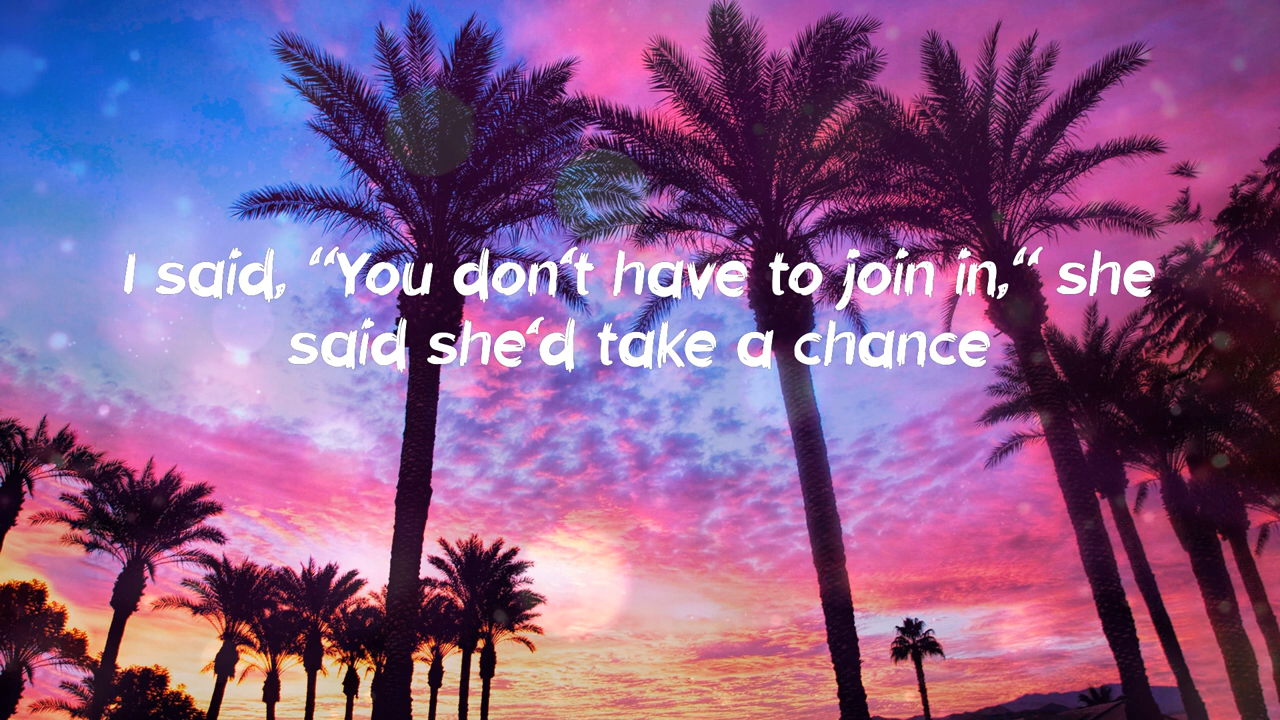 I said, “You don‘t have to join in,“ she
said she‘d take a chance